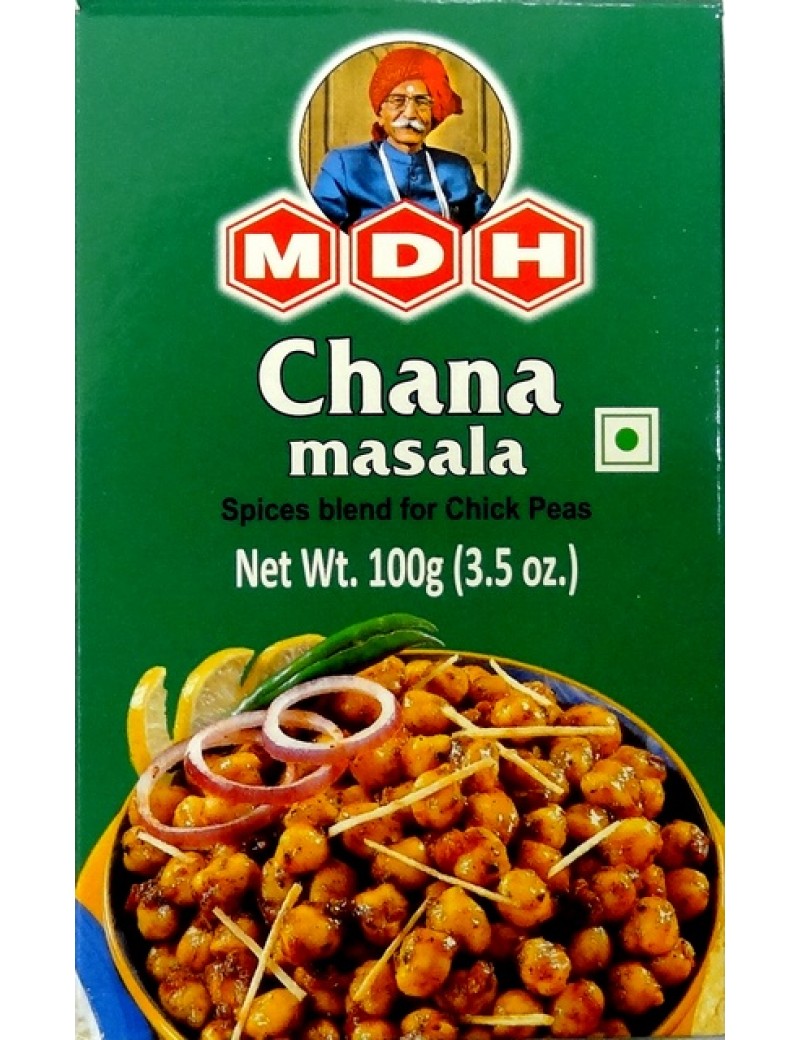 MDH
Chana
masala
Spices blend for Chick Peas
Net Wt. 100g (3.5 oz.)